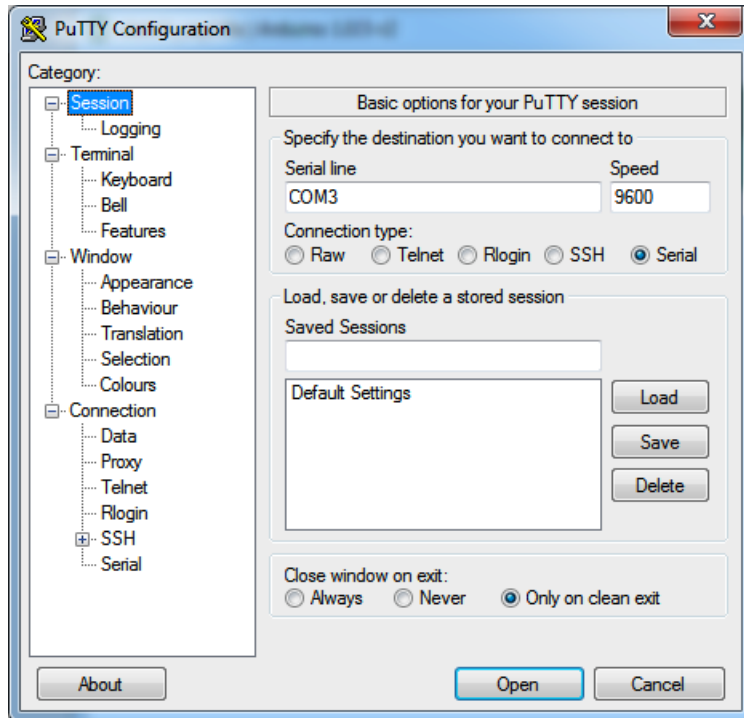 PuTTY Configuration
Category:
Session
Logging
Terminal
Keyboard
Bell
Features
Window
Appearance
Behaviour
Translation
Selection
Colours
Connection
Data
Proxy
Telnet
Rlogin
SSH
Serial
Basic options for your PuTTY session
Specify the destination you want to connect to
Serial line Speed
COM3 9600
Connection type:
Raw Telnet Rlogin SSH Serial
Load, save or delete a stored session
Saved Sessions
Default Settings
Load
Save
Delete
Close window on exit:
Always Never Only on clean exit
About Open Cancel